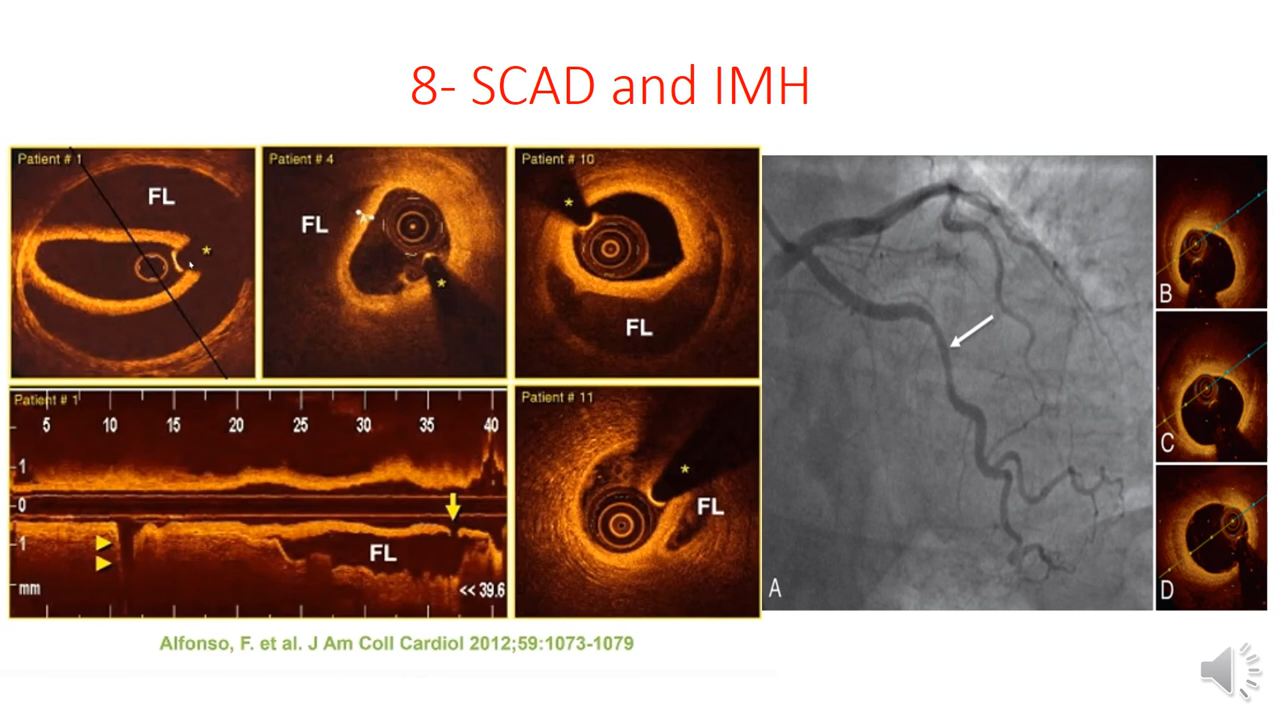 8- SCAD and IMH
Patient # 1
FL
*
Patient # 4
FL
*
Patient # 10
*
FL
Patient # 1
5 10 15 20 25 30 35 40
1
0
1
FL
mm
<< 39.6
Patient # 11
*
FL
A
B
C
D
Alfonso, F. et al. J Am Coll Cardiol 2012;59:1073-1079